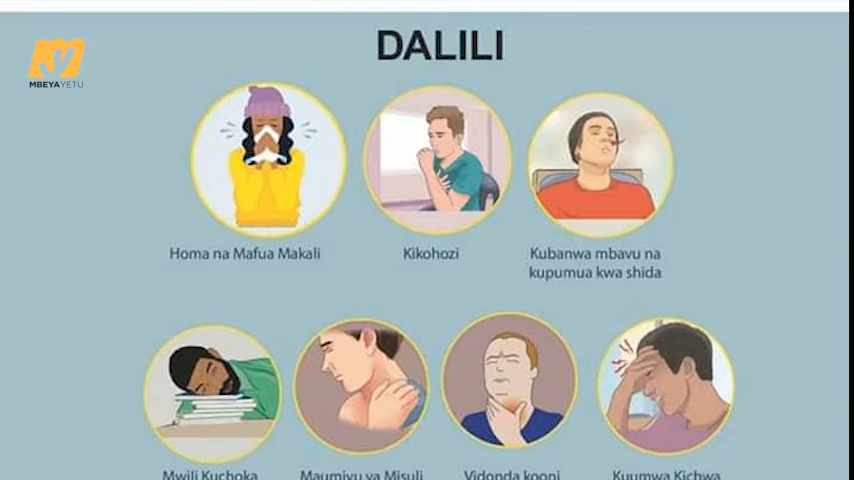 MBEYAYETU
DALILI
Homa na Mafua Makali
Kikohozi
Kubanwa mbavu na
kupumua kwa shida
Mwili Kuchoka
Maumivu ya Misuli
Vidonda kooni
Kuumwa Kichwa